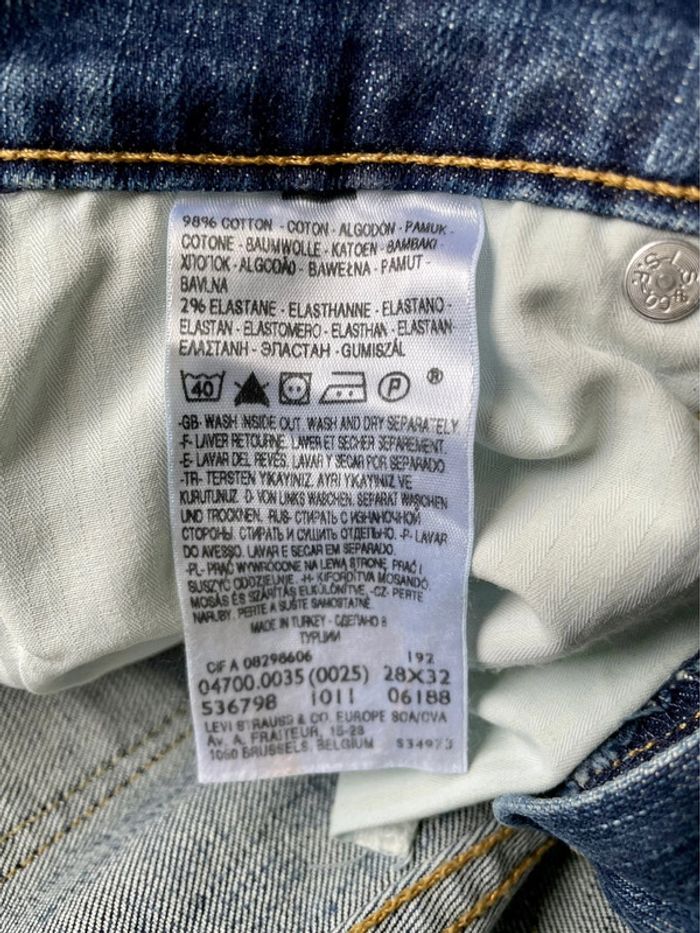 98% COTTON - COTON - ALGODÓN - PAMUK -
COTONE - BAUMWOLLE - KATOEN - BAMBAKI -
ХЛОПОК - ALGODÃO - BAWEŁNA - PAMUT -
BAVLNA
2% ELASTANE - ELASTHANNE - ELASTANO -
ELASTAN - ELASTOMERO - ELASTHAN - ELASTAAN
ΕΛΑΣΤΑΝΗ - ЭЛАСТАН - GUMISZÁL
40 P ®
-GB- WASH INSIDE OUT. WASH AND DRY SEPARATELY
-F- LAVER RETOURNE. LAVER ET SECHER SEPAREMENT.
-E- LAVAR DEL REVÉS. LAVAR Y SECAR POR SEPARADO
-TR- TERSTEN YIKAYINIZ. AYRI YIKAYINIZ VE
KURUTUNUZ. D- VON LINKS WASCHEN. SEPARAT WASCHEN
UND TROCKNEN. RUS- СТИРАТЬ С ИЗНАНОЧНОЙ
СТОРОНЫ. СТИРАТЬ И СУШИТЬ ОТДЕЛЬНО. -P- LAVAR
DO AVESSO. LAVAR E SECAR EM SEPARADO.
-PL- PRAĆ WYWRÓCONE NA LEWĄ STRONĘ. PRAĆ I
SUSZYĆ ODDZIELNIE. -H- KIFORDÍTVA MOSANDÓ.
MOSÁS ÉS SZÁRÍTÁS ELKÜLÖNÍTVE. -CZ- PERTE
NARUBY. PERTE A SUŠTE SAMOSTATNĚ.
MADE IN TURKEY - СДЕЛАНО В
ТУРЦИИ
CIF A 08298606 192
04700.0035 (0025) 28X32
536798 1011 06188
LEVI STRAUSS & CO. EUROPE SCA/CVA
Av. A. FRAITEUR, 15-23
1050 BRUSSELS, BELGIUM S34973